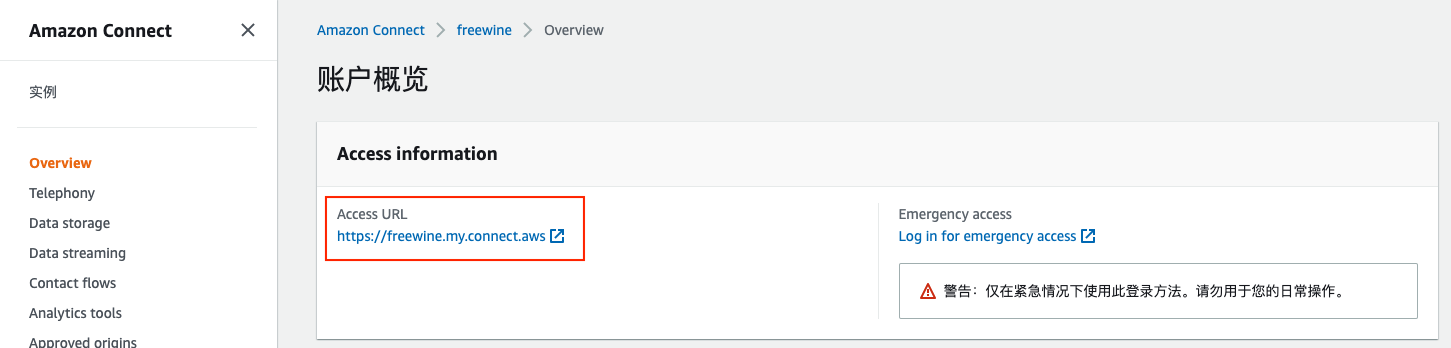 Amazon Connect
实例
Overview
Telephony
Data storage
Data streaming
Contact flows
Analytics tools
Approved origins
Amazon Connect > freewine > Overview
账户概览
Access information
Access URL
https://freewine.my.connect.aws
Emergency access
Log in for emergency access
警告：仅在紧急情况下使用此登录方法。请勿用于您的日常操作。